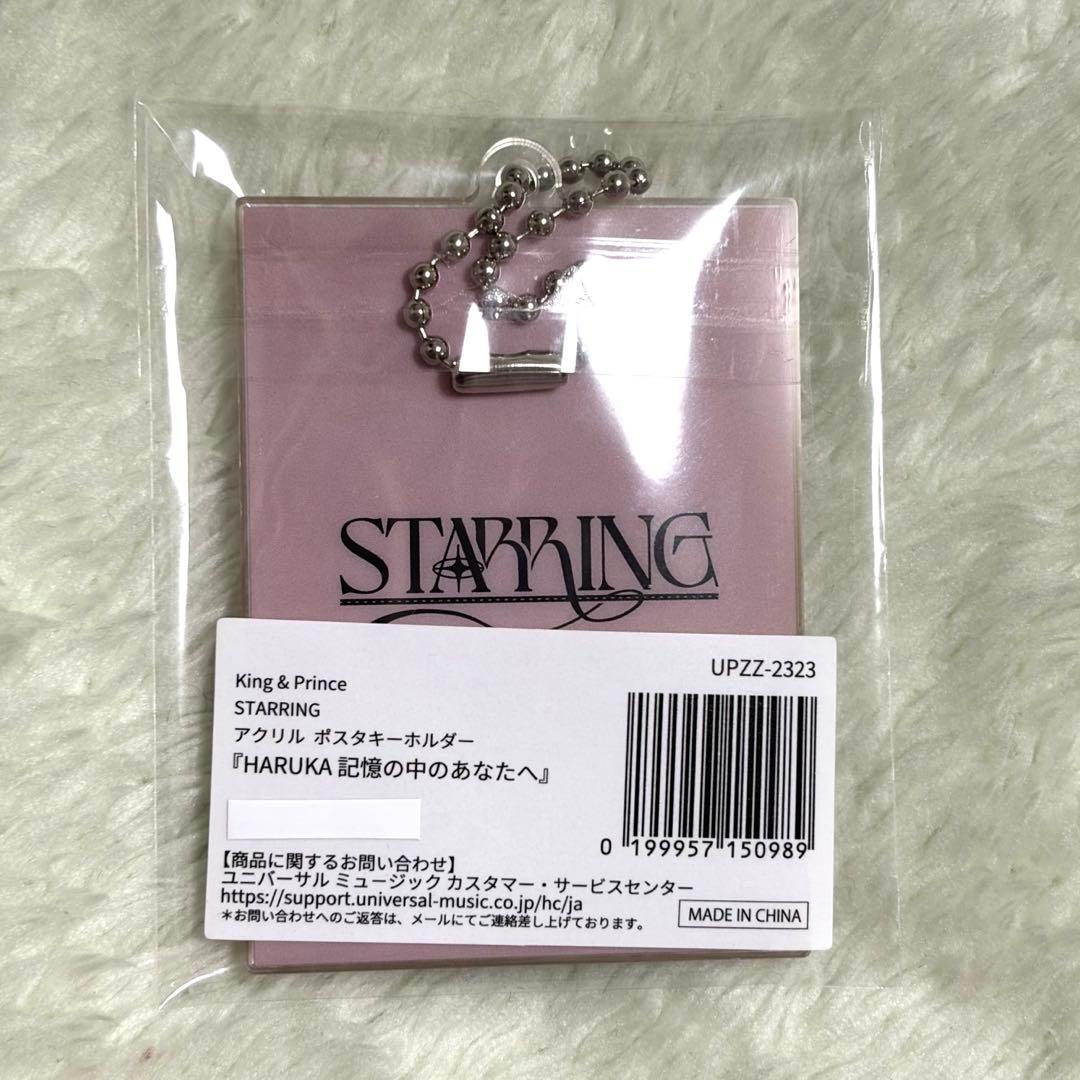 STARRING
King & Prince
UPZZ-2323
STARRING
アクリル ポスタキーホルダー
『HARUKA 記憶の中のあなたへ』
0 199957 150989
【商品に関するお問い合わせ】
ユニバーサル ミュージック カスタマー・サービスセンター
https://support.universal-music.co.jp/hc/ja
＊お問い合わせへのご返答は、メールにてご連絡差し上げております。
MADE IN CHINA